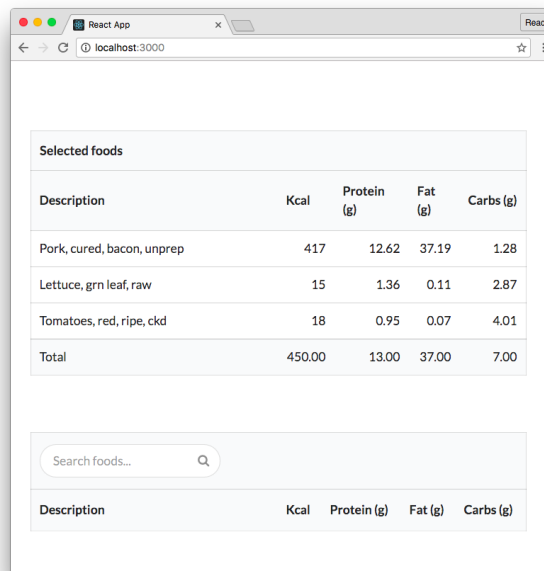 React App
React
localhost:3000
Selected foods
Description Kcal Protein (g) Fat (g) Carbs (g)
Pork, cured, bacon, unprep 417 12.62 37.19 1.28
Lettuce, grn leaf, raw 15 1.36 0.11 2.87
Tomatoes, red, ripe, ckd 18 0.95 0.07 4.01
Total 450.00 13.00 37.00 7.00
Search foods...
Description Kcal Protein (g) Fat (g) Carbs (g)